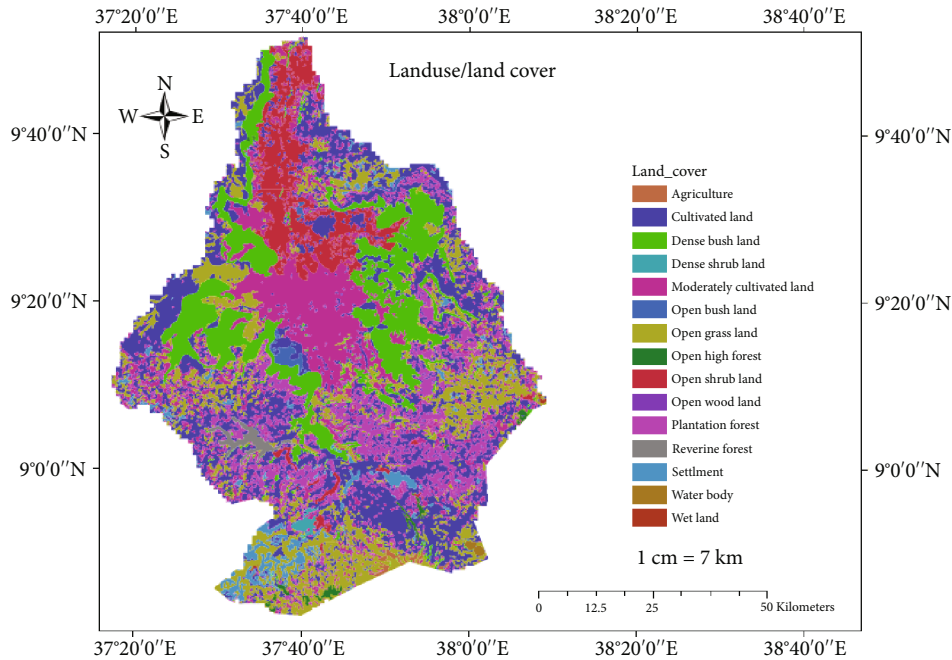 37°20′0′′E 37°40′0′′E 38°0′0′′E 38°20′0′′E 38°40′0′′E
Landuse/land cover
N
W E
S
9°40′0′′N 9°40′0′′N
Land_cover
Agriculture
Cultivated land
Dense bush land
Dense shrub land
Moderately cultivated land
Open bush land
Open grass land
Open high forest
Open shrub land
Open wood land
Plantation forest
Reverine forest
Settlment
Water body
Wet land
9°20′0′′N 9°20′0′′N
9°0′0′′N 9°0′0′′N
1 cm = 7 km
0 12.5 25 50 Kilometers
37°20′0′′E 37°40′0′′E 38°0′0′′E 38°20′0′′E 38°40′0′′E